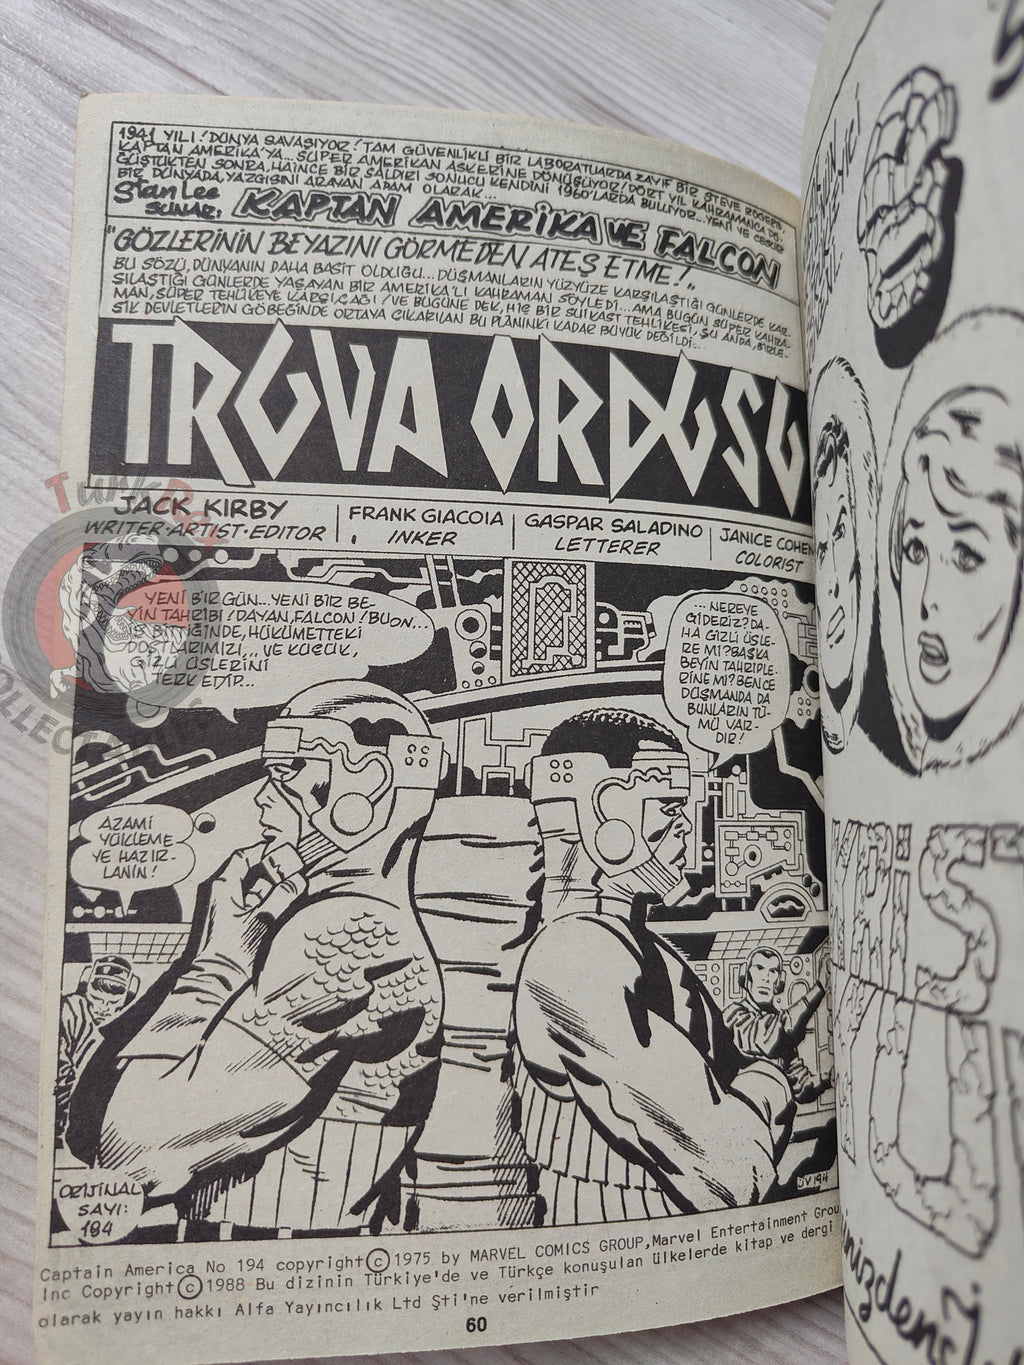 1941 YILI! DÜNYA SAVAŞIYOR! TAM GÜVENLİKLİ BİR LABORATUARDA ZAYIF BİR STEVE ROGERS,
KAPTAN AMERİKA'YA... SÜPER AMERİKAN ASKERİNE DÖNÜŞÜYOR! DÖRT YIL KAHRAMANCA DÖ-
ĞÜŞTÜKTEN SONRA, HAİNCE BİR SALDIRI SONUCU KENDİNİ 1960'LARDA BULUYOR... YENİ VE CESUR
BİR DÜNYADA, YAZGISINI ARAYAN ADAM OLARAK...
Stan Lee
SUNAR:
KAPTAN AMERİKA VE FALCON
"GÖZLERİNİN BEYAZINI GÖRMEDEN ATEŞ ETME!"
BU SÖZÜ, DÜNYANIN DAHA BASİT OLDUĞU... DÜŞMANLARIN YÜZYÜZE KARŞILAŞTIĞI GÜNLERDE KAR-
ŞILAŞTIĞI GÜNLERDE YAŞAYAN BİR AMERİKA'LI KAHRAMAN SÖYLEDİ... AMA BUGÜN SÜPER KAHRA-
MAN, SÜPER TEHLİKEYE KARŞI, ÇAĞI! VE BUGÜNE DEK, HİÇ BİR SUİKAST TEHLİKESİ, ŞU ANDA, BİRLE-
ŞİK DEVLETLERİN GÖBEĞİNDE ORTAYA ÇIKARILAN BU PLANINKİ KADAR BÜYÜK DEĞİLDİ...
TRUVA ORDUSU
JACK KIRBY
WRITER·ARTIST·EDITOR
FRANK GIACOIA
INKER
GASPAR SALADINO
LETTERER
JANICE COHEN
COLORIST
YENİ BİR GÜN... YENİ BİR BE-
YİN TAHRİBİ! DAYAN, FALCON! BU ON...
BİNGİNDE, HÜKÜMETTEKİ
DOSTLARIMIZI... VE KÜÇÜK,
GİZLİ ÜSLERİNİ
TERK EDİP...
... NEREYE
GİDERİZ? DA-
HA GİZLİ ÜSLE-
RE Mİ? BAŞKA
BEYİN TAHRİPLE-
RİNE Mİ? BENCE
DÜŞMANDA DA
BUNLARIN TÜ-
MÜ VAR-
DIR!
AZAMİ
YÜKLEME-
YE HAZIR-
LANIN!
ORIJINAL
SAYI:
194
JV194
Captain America No 194 copyright©1975 by MARVEL COMICS GROUP,Marvel Entertainment Grou
Inc Copyright©1988 Bu dizinin Türkiye'de ve Türkçe konuşulan ülkelerde kitap ve dergi
olarak yayın hakkı Alfa Yayıncılık Ltd Şti'ne verilmiştir
60